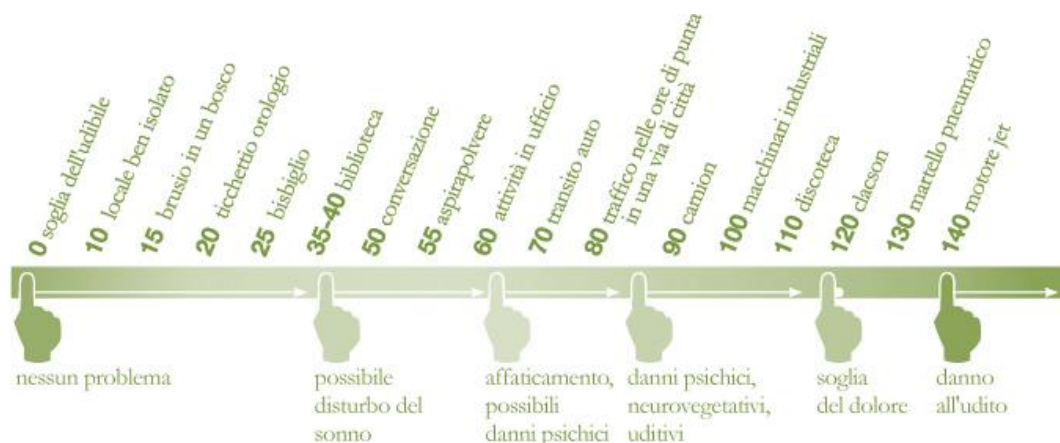 0 soglia dell'udibile
10 locale ben isolato
15 brusio in un bosco
20 ticchettio orologio
25 bisbiglio
35-40 biblioteca
50 conversazione
55 aspirapolvere
60 attività in ufficio
70 transito auto
80 traffico nelle ore di punta
in una via di città
90 camion
100 macchinari industriali
110 discoteca
120 clacson
130 martello pneumatico
140 motore jet
nessun problema
possibile
disturbo del
sonno
affaticamento,
possibili
danni psichici
danni psichici,
neurovegetativi,
uditivi
soglia
del dolore
danno
all'udito